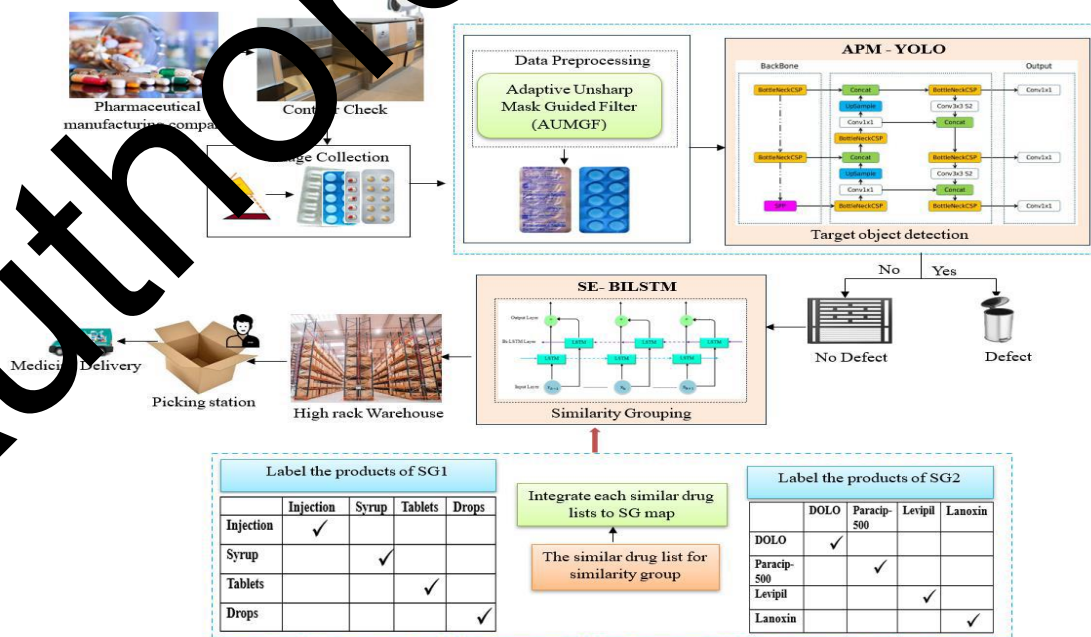 Pharmaceutical
manufacturing
Check
Collection
Data Preprocessing
Adaptive Unsharp
Mask Guided Filter
(AUMGF)
APM - YOLO
BackBone
Output
BottleNeckCSP
Concat
BottleNeckCSP
Conv1x1
UpSample
Conv3x3 S2
Conv1x1
Concat
BottleNeckCSP
BottleNeckCSP
Concat
BottleNeckCSP
Conv1x1
UpSample
Conv3x3 S2
Conv1x1
Concat
SPP
BottleNeckCSP
BottleNeckCSP
Conv1x1
Target object detection
No
Yes
No Defect
Defect
SE- BILSTM
Output Layer
LSTM
LSTM
LSTM
LSTM
LSTM
LSTM
Input Layer
Similarity Grouping
High rack Warehouse
Picking station
Delivery
Label the products of SG1
Injection Syrup Tablets Drops
Injection ✓
Syrup ✓
Tablets ✓
Drops ✓
Integrate each similar drug
lists to SG map
The similar drug list for
similarity group
Label the products of SG2
DOLO Paracip-
500 Levipil Lanoxin
DOLO ✓
Paracip-
500 ✓
Levipil ✓
Lanoxin ✓